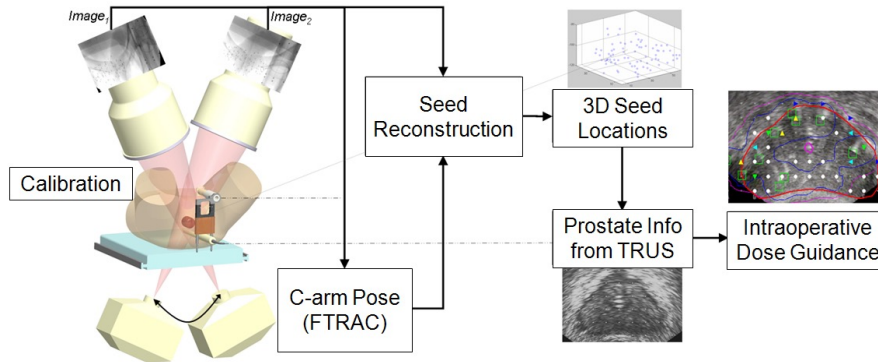 Image1
Image2
Seed
Reconstruction
3D Seed
Locations
Calibration
Prostate Info
from TRUS
Intraoperative
Dose Guidance
C-arm Pose
(FTRAC)